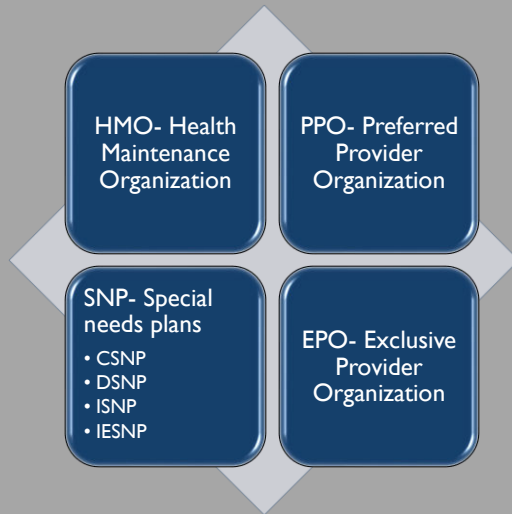 HMO- Health
Maintenance
Organization
PPO- Preferred
Provider
Organization
SNP- Special
needs plans
• CSNP
• DSNP
• ISNP
• IESNP
EPO- Exclusive
Provider
Organization